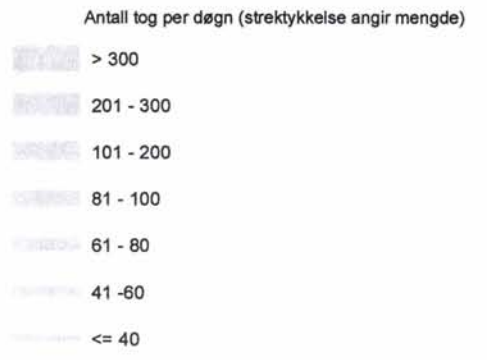 Antall tog per døgn (strektykkelse angir mengde)
> 300
201 - 300
101 - 200
81 - 100
61 - 80
41 -60
<= 40